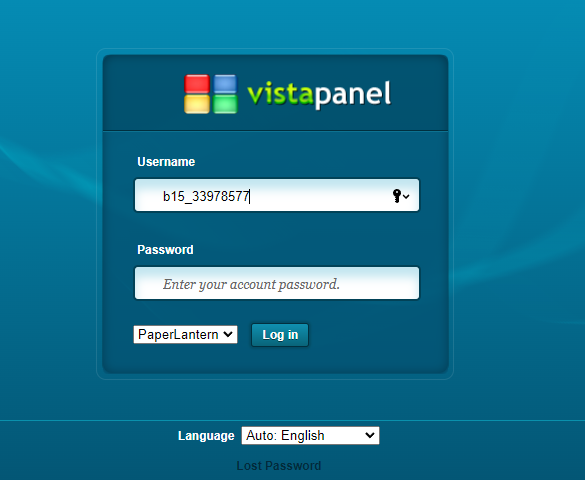 vistapanel
Username
b15_33978577
Password
Enter your account password.
PaperLantern Log in
Language Auto: English
Lost Password